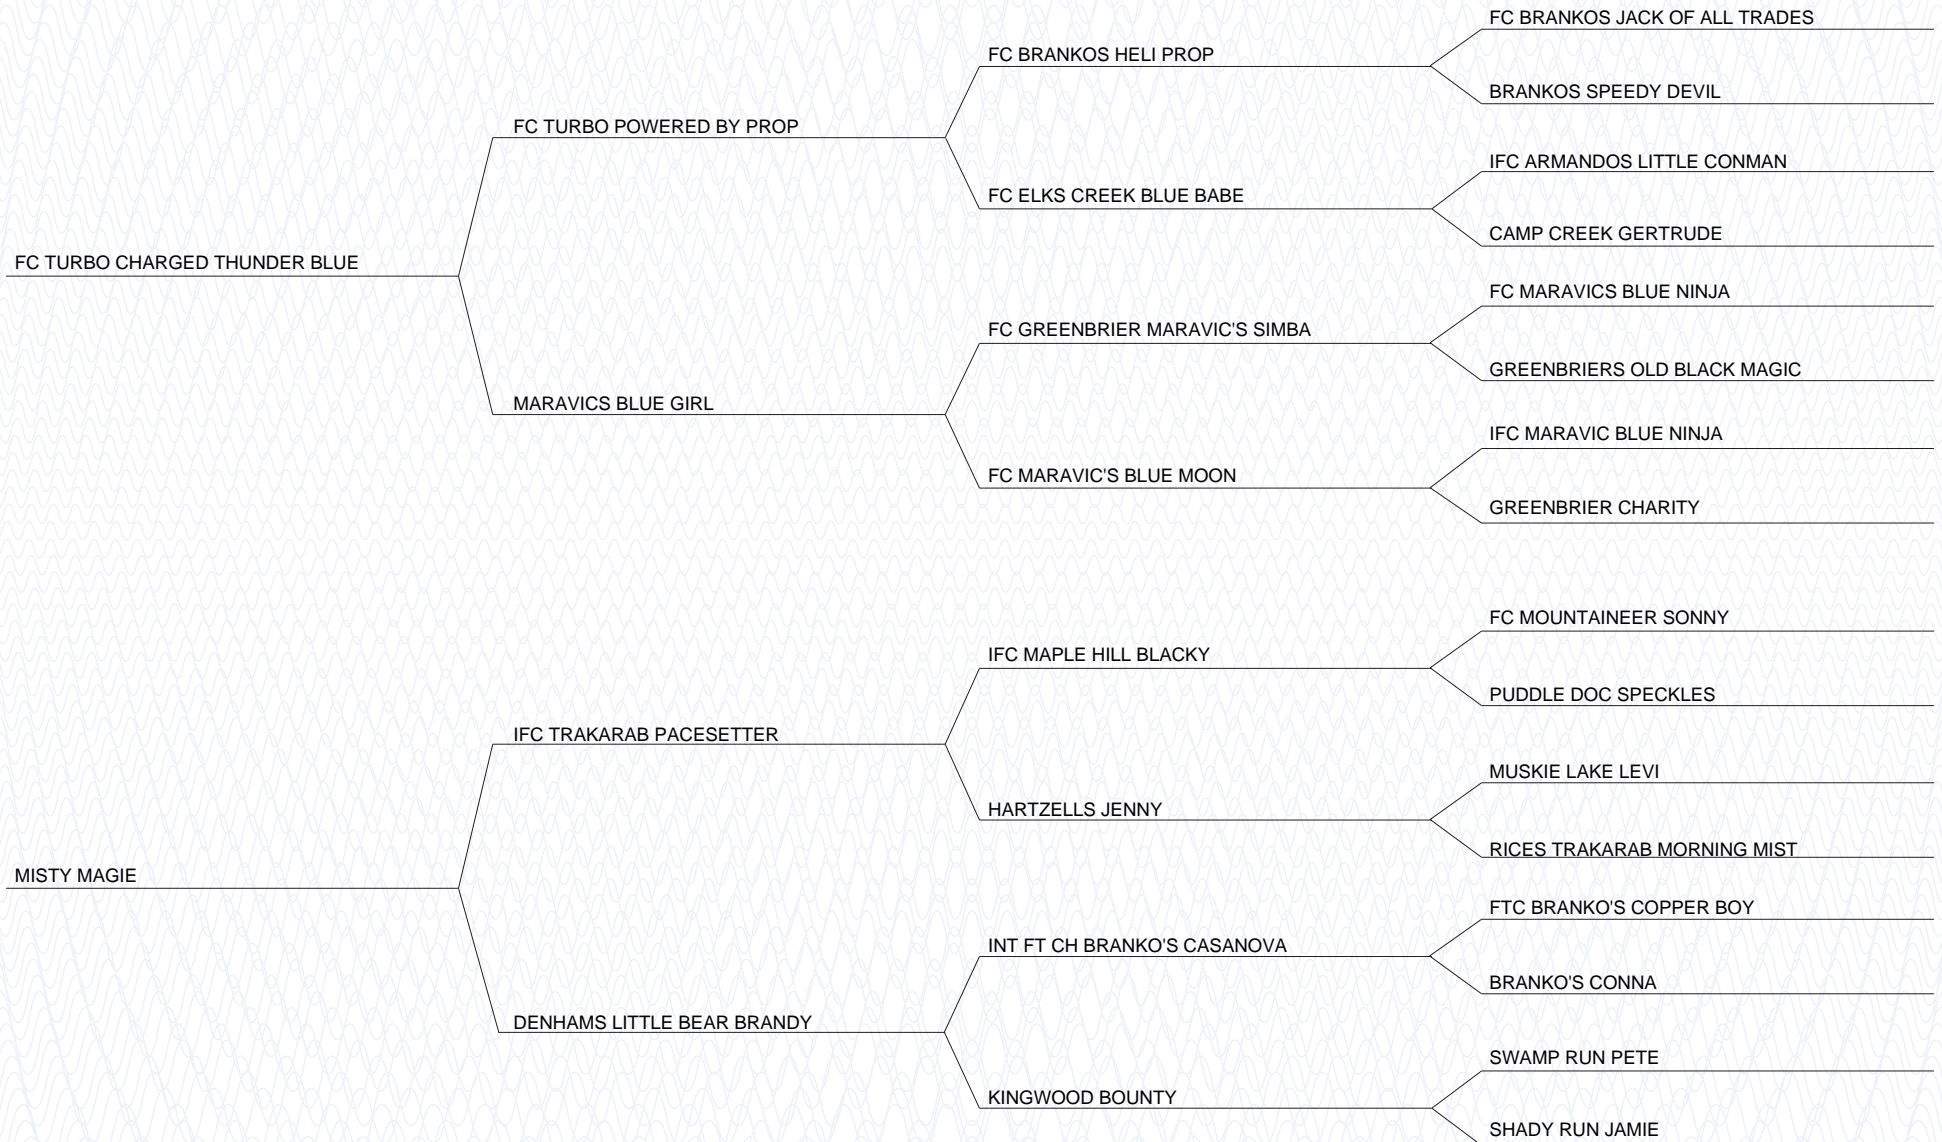 FC BRANKOS JACK OF ALL TRADES
FC BRANKOS HELI PROP
BRANKOS SPEEDY DEVIL
FC TURBO POWERED BY PROP
IFC ARMANDOS LITTLE CONMAN
FC ELKS CREEK BLUE BABE
CAMP CREEK GERTRUDE
FC TURBO CHARGED THUNDER BLUE
FC MARAVICS BLUE NINJA
FC GREENBRIER MARAVIC'S SIMBA
GREENBRIERS OLD BLACK MAGIC
MARAVICS BLUE GIRL
IFC MARAVIC BLUE NINJA
FC MARAVIC'S BLUE MOON
GREENBRIER CHARITY
FC MOUNTAINEER SONNY
IFC MAPLE HILL BLACKY
PUDDLE DOC SPECKLES
IFC TRAKARAB PACESETTER
MUSKIE LAKE LEVI
HARTZELLS JENNY
RICES TRAKARAB MORNING MIST
MISTY MAGIE
FTC BRANKO'S COPPER BOY
INT FT CH BRANKO'S CASANOVA
BRANKO'S CONNA
DENHAMS LITTLE BEAR BRANDY
SWAMP RUN PETE
KINGWOOD BOUNTY
SHADY RUN JAMIE